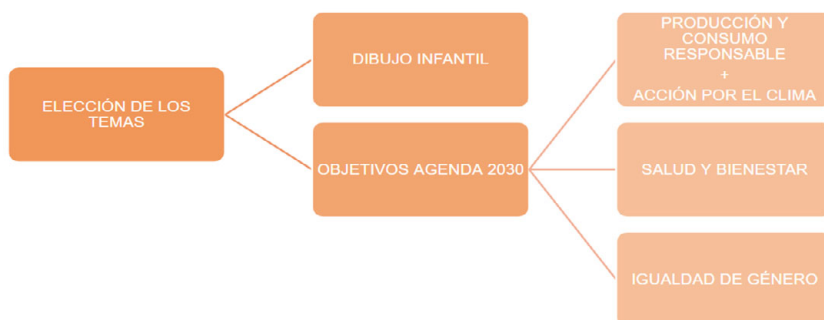 ELECCIÓN DE LOS
TEMAS
DIBUJO INFANTIL
OBJETIVOS AGENDA 2030
PRODUCCIÓN Y
CONSUMO
RESPONSABLE
+
ACCIÓN POR EL CLIMA
SALUD Y BIENESTAR
IGUALDAD DE GÉNERO